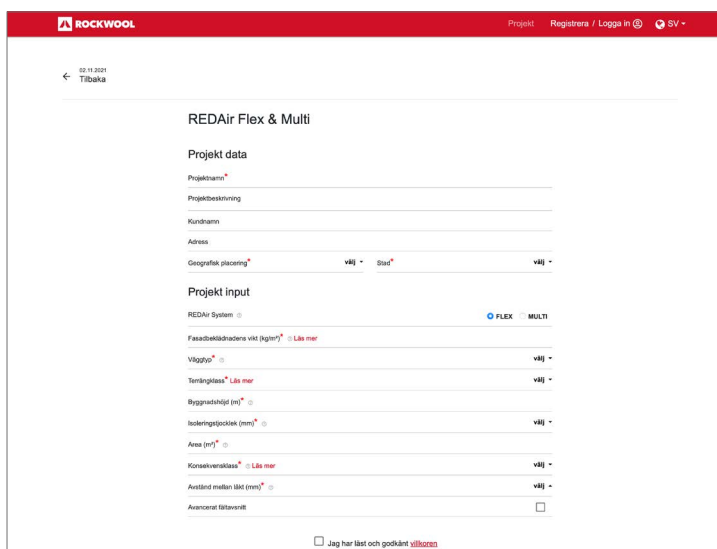 ROCKWOOL
Projekt Registrera / Logga in SV
02.11.2021
Tillbaka
REDAir Flex & Multi
Projekt data
Projektnamn*
Projektbeskrivning
Kundnamn
Adress
Geografisk placering* välj Stad* välj
Projekt input
REDAir System FLEX MULTI
Fasadbeklädnadens vikt (kg/m²)* Läs mer
Väggtyp* välj
Terrängklass* Läs mer välj
Byggnadshöjd (m)*
Isoleringstjocklek (mm)* välj
Area (m²)*
Konsekvensklass* Läs mer välj
Avstånd mellan läkt (mm)* välj
Avancerat fältavsnitt
Jag har läst och godkänt villkoren